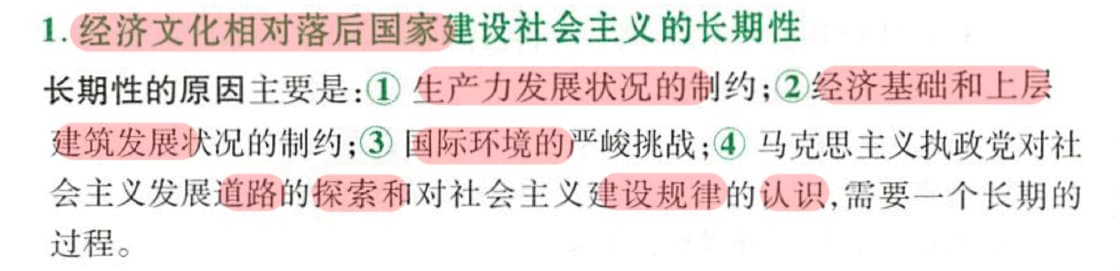 1.经济文化相对落后国家建设社会主义的长期性
长期性的原因主要是:① 生产力发展状况的制约;②经济基础和上层
建筑发展状况的制约;③ 国际环境的严峻挑战;④ 马克思主义执政党对社
会主义发展道路的探索和对社会主义建设规律的认识,需要一个长期的
过程。